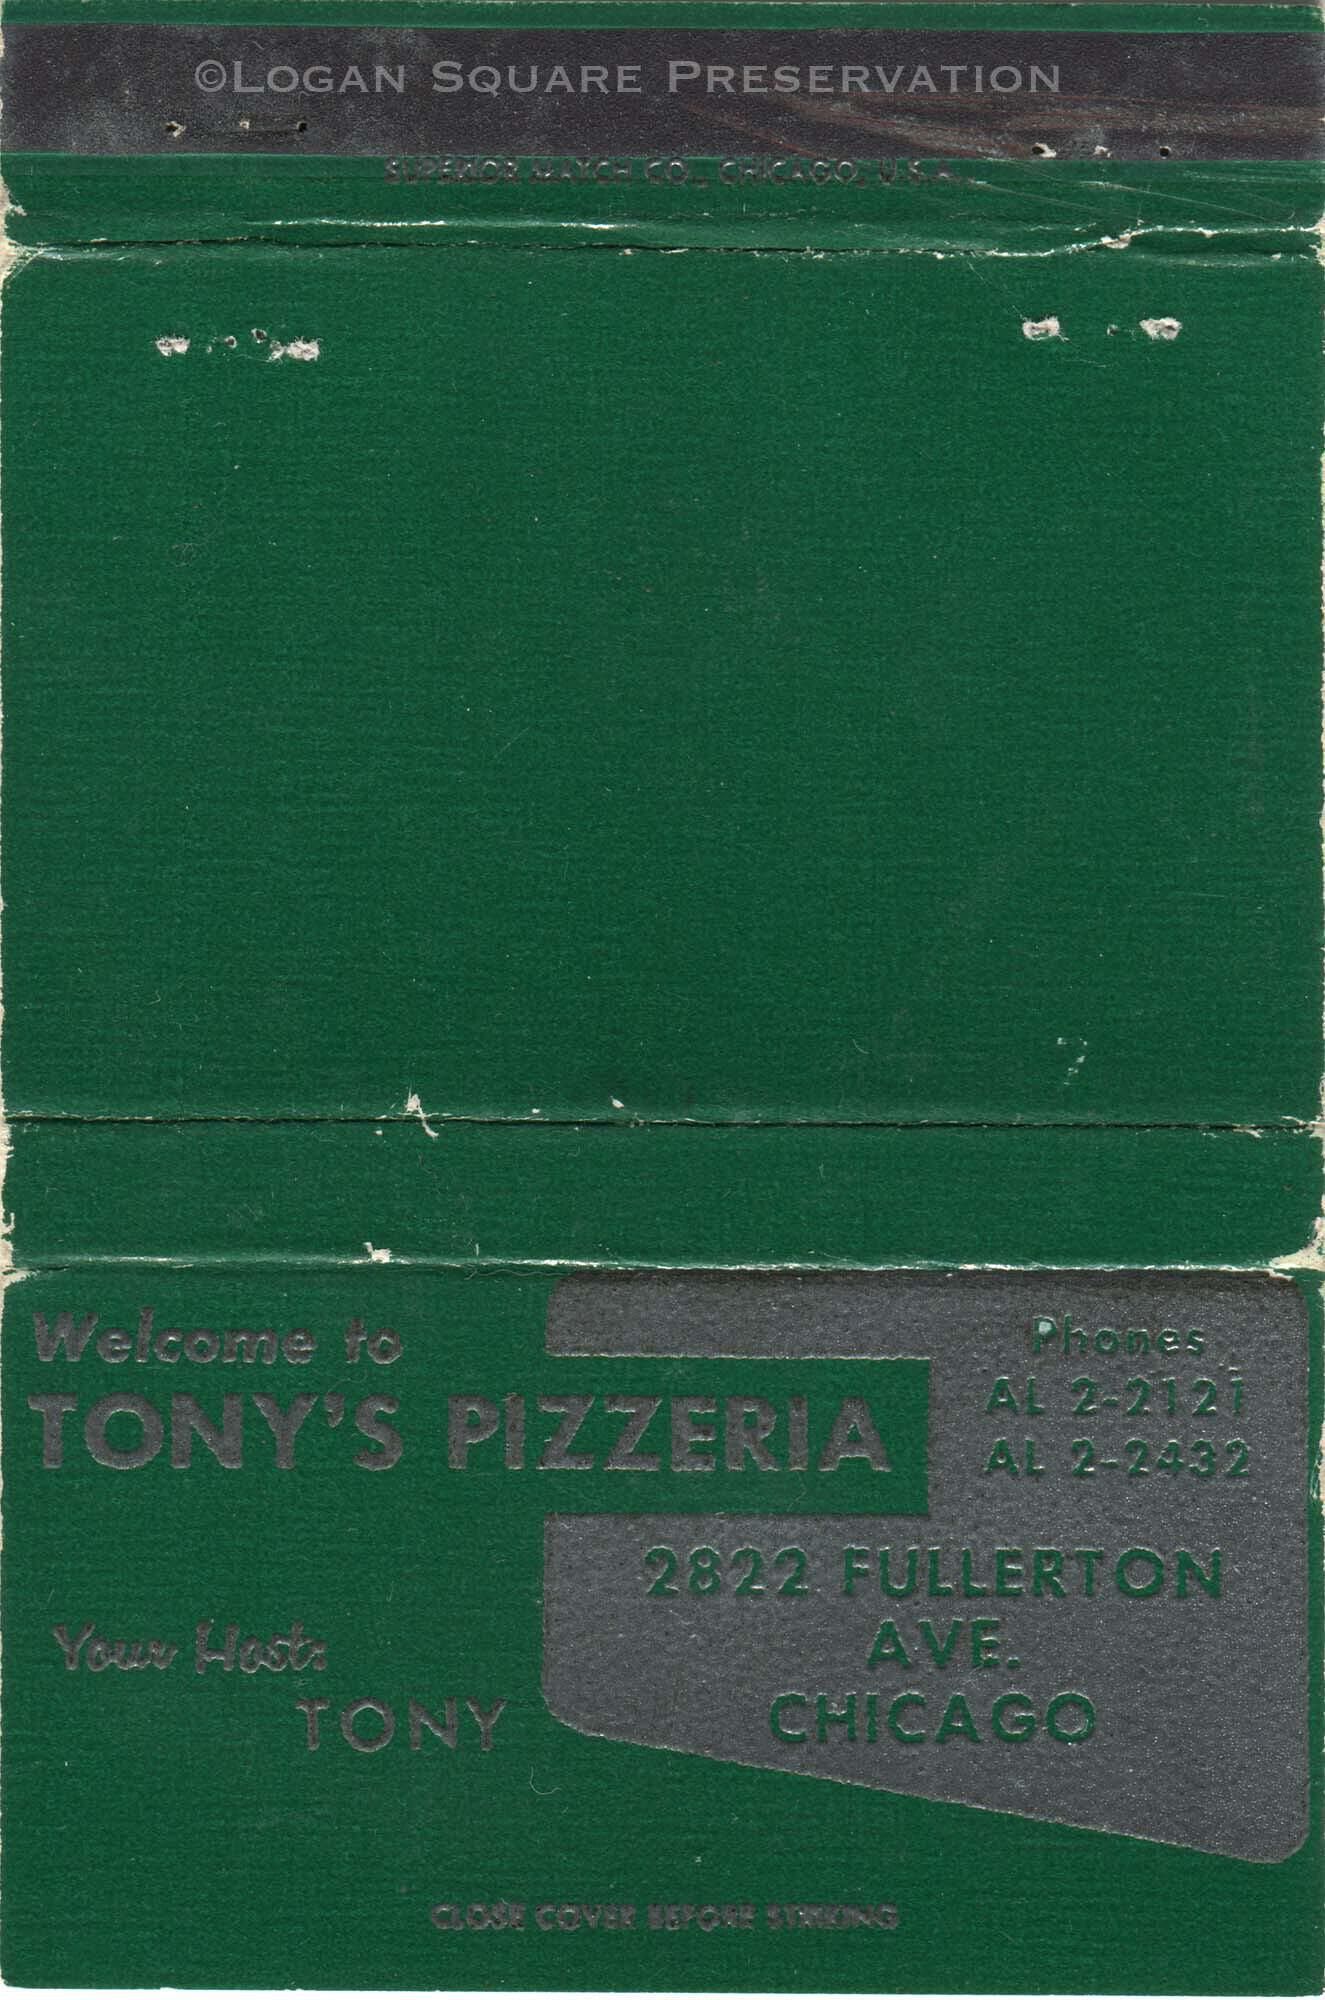 ©LOGAN SQUARE PRESERVATION
SUPERIOR MATCH CO., CHICAGO, U.S.A.
Welcome to
TONY'S PIZZERIA
Phones
AL 2-2121
AL 2-2432
2822 FULLERTON
AVE.
CHICAGO
Your Host:
TONY
CLOSE COVER BEFORE STRIKING